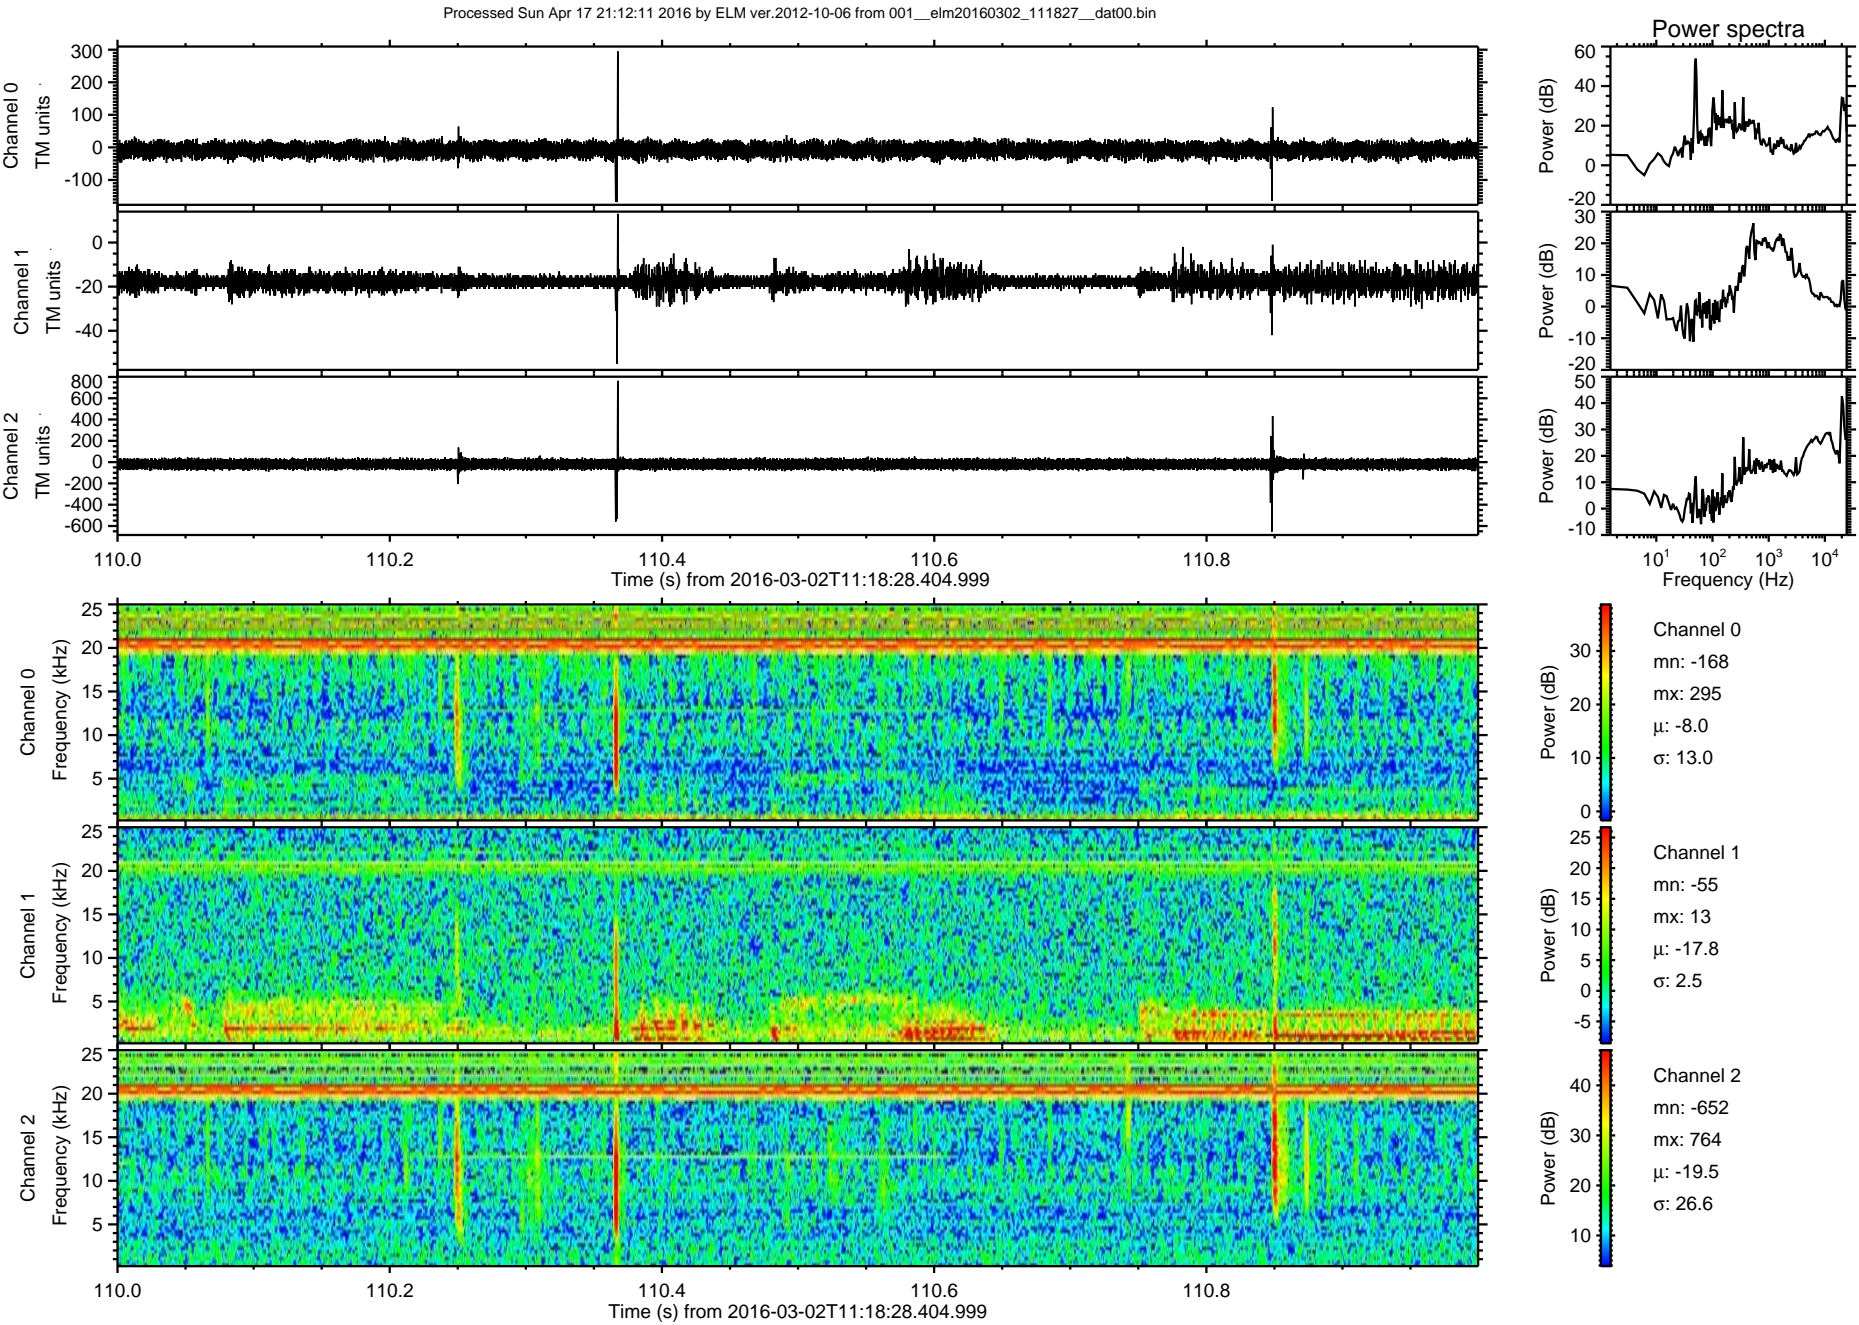 Processed Sun Apr 17 21:12:11 2016 by ELM ver.2012-10-06 from 001__elm20160302_111827__dat00.bin
Power spectra
Channel 0
TM units
300
200
100
0
-100
Power (dB)
60
40
20
0
-20
Channel 1
TM units
0
-20
-40
Power (dB)
30
20
10
0
-10
-20
Channel 2
TM units
800
600
400
200
0
-200
-400
-600
Power (dB)
50
40
30
20
10
0
-10
110.0 110.2 110.4 110.6 110.8
Time (s) from 2016-03-02T11:18:28.404.999
10¹ 10² 10³ 10⁴
Frequency (Hz)
Channel 0
Frequency (kHz)
25
20
15
10
5
Power (dB)
30
20
10
0
Channel 0
mn: -168
mx: 295
μ: -8.0
σ: 13.0
Channel 1
Frequency (kHz)
25
20
15
10
5
Power (dB)
25
20
15
10
5
0
-5
Channel 1
mn: -55
mx: 13
μ: -17.8
σ: 2.5
Channel 2
Frequency (kHz)
25
20
15
10
5
Power (dB)
40
30
20
10
Channel 2
mn: -652
mx: 764
μ: -19.5
σ: 26.6
110.0 110.2 110.4 110.6 110.8
Time (s) from 2016-03-02T11:18:28.404.999